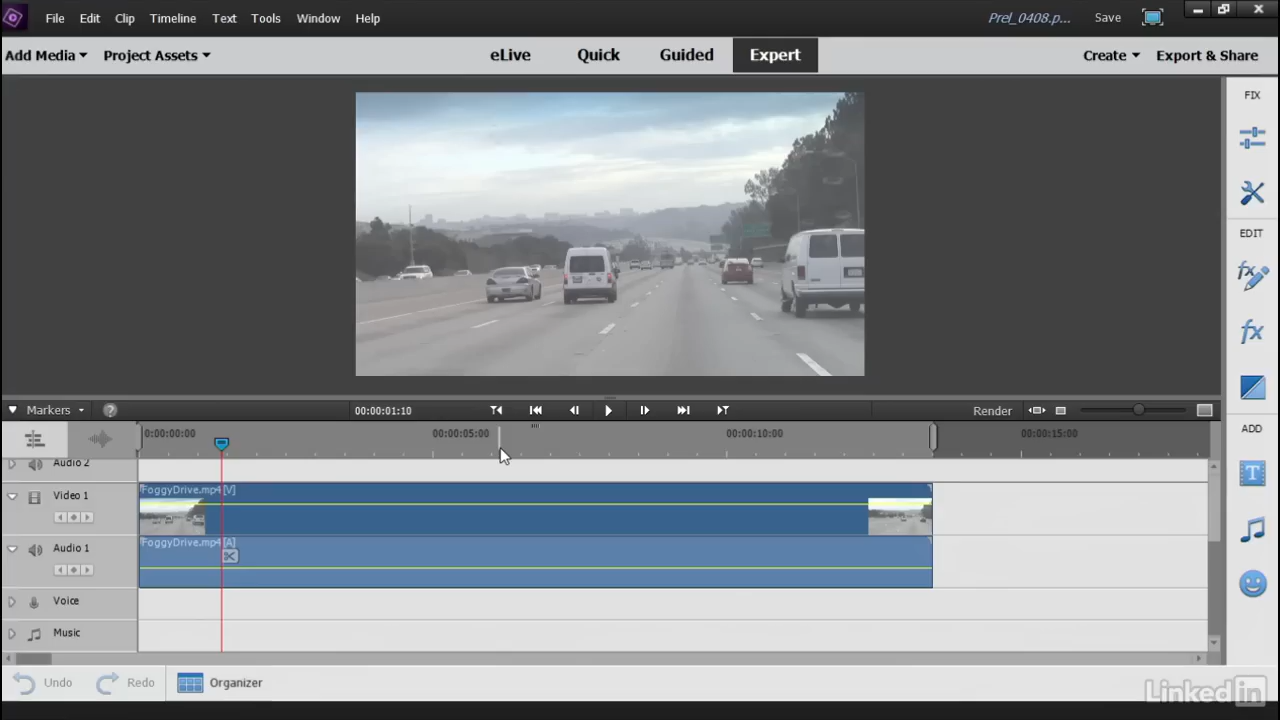 File Edit Clip Timeline Text Tools Window Help
Prel_0408.p... Save
Add Media Project Assets
eLive Quick Guided Expert
Create Export & Share
FIX
EDIT
ADD
Markers
00:00:01:10
Render
0:00:00:00 00:00:05:00 00:00:10:00 00:00:15:00
Audio 2
Video 1
FoggyDrive.mp4 [V]
Audio 1
FoggyDrive.mp4 [A]
Voice
Music
Undo Redo Organizer
LinkedIn